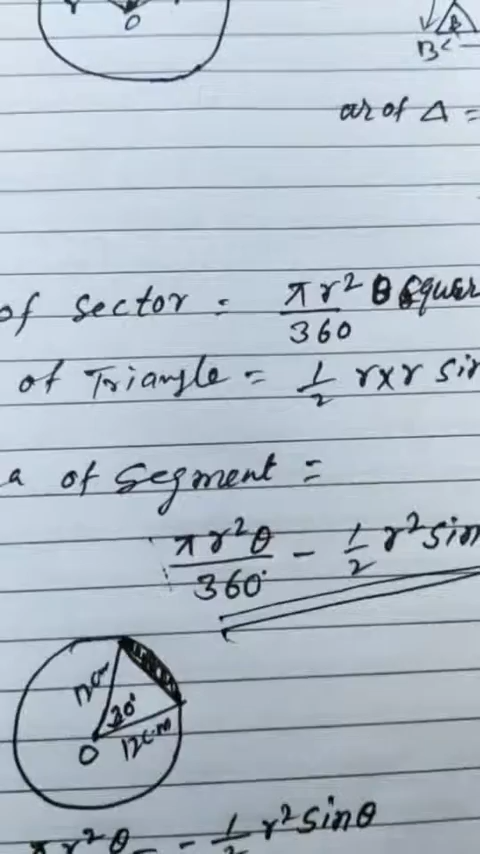 O
B
B
ar of Δ =
of sector = πr²θ
360
of Triangle = 1/2 r×r
a of segment =
πr²θ/360° - 1/2 r²sin
12cm
30°
O
12cm
πr²θ - 1/2 r²sinθ